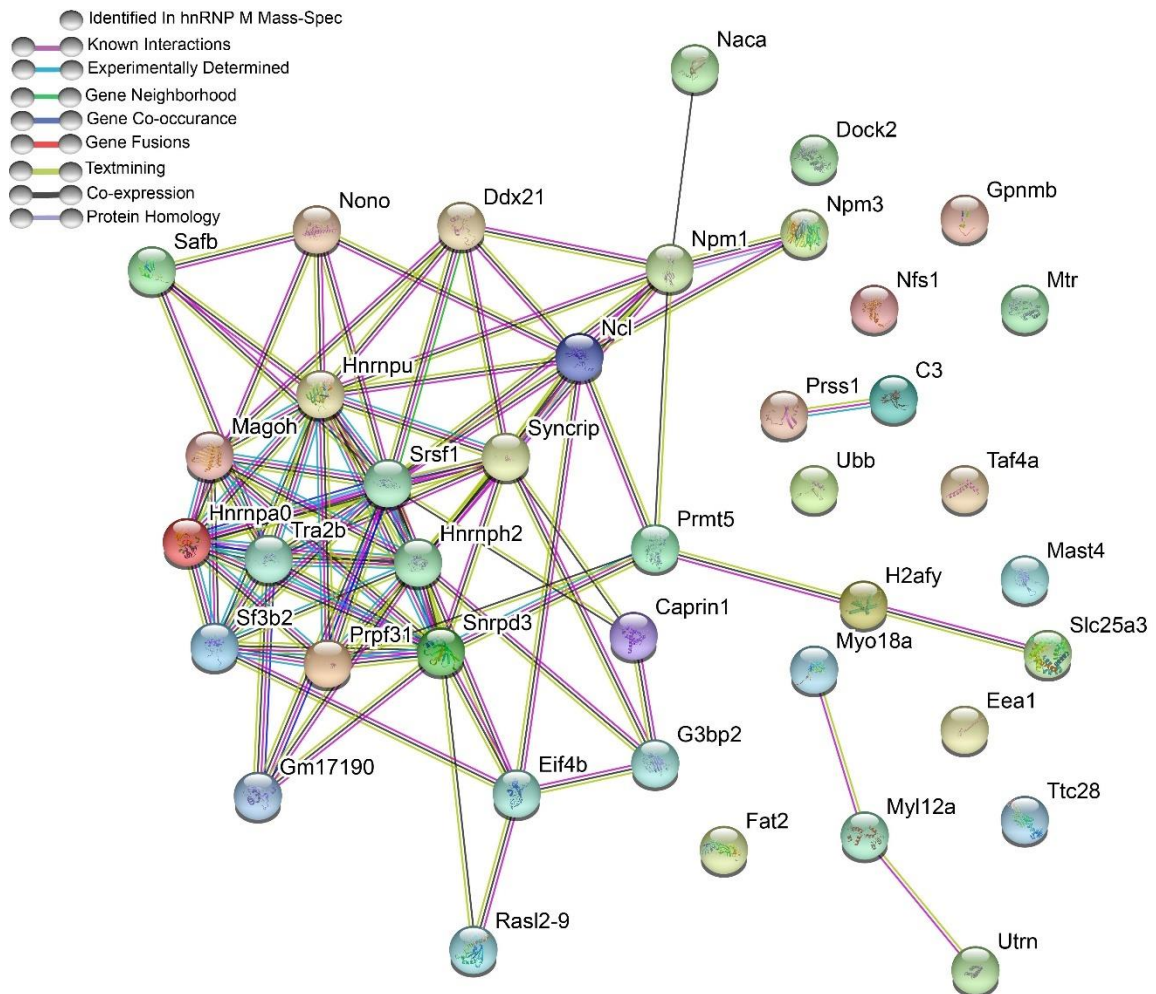 Identified In hnRNP M Mass-Spec
Known Interactions
Experimentally Determined
Gene Neighborhood
Gene Co-occurance
Gene Fusions
Textmining
Co-expression
Protein Homology
Naca
Dock2
Gpnmb
Nono
Ddx21
Npm3
Safb
Npm1
Nfs1
Mtr
Ncl
Hnrnpu
Prss1
C3
Magoh
Syncrip
Srsf1
Ubb
Taf4a
Hnrnpa0
Tra2b
Hnrnph2
Prmt5
Mast4
H2afy
Sf3b2
Prpf31
Snrpd3
Caprin1
Slc25a3
Myo18a
Eea1
G3bp2
Gm17190
Eif4b
Ttc28
Myl12a
Fat2
Rasl2-9
Utrn